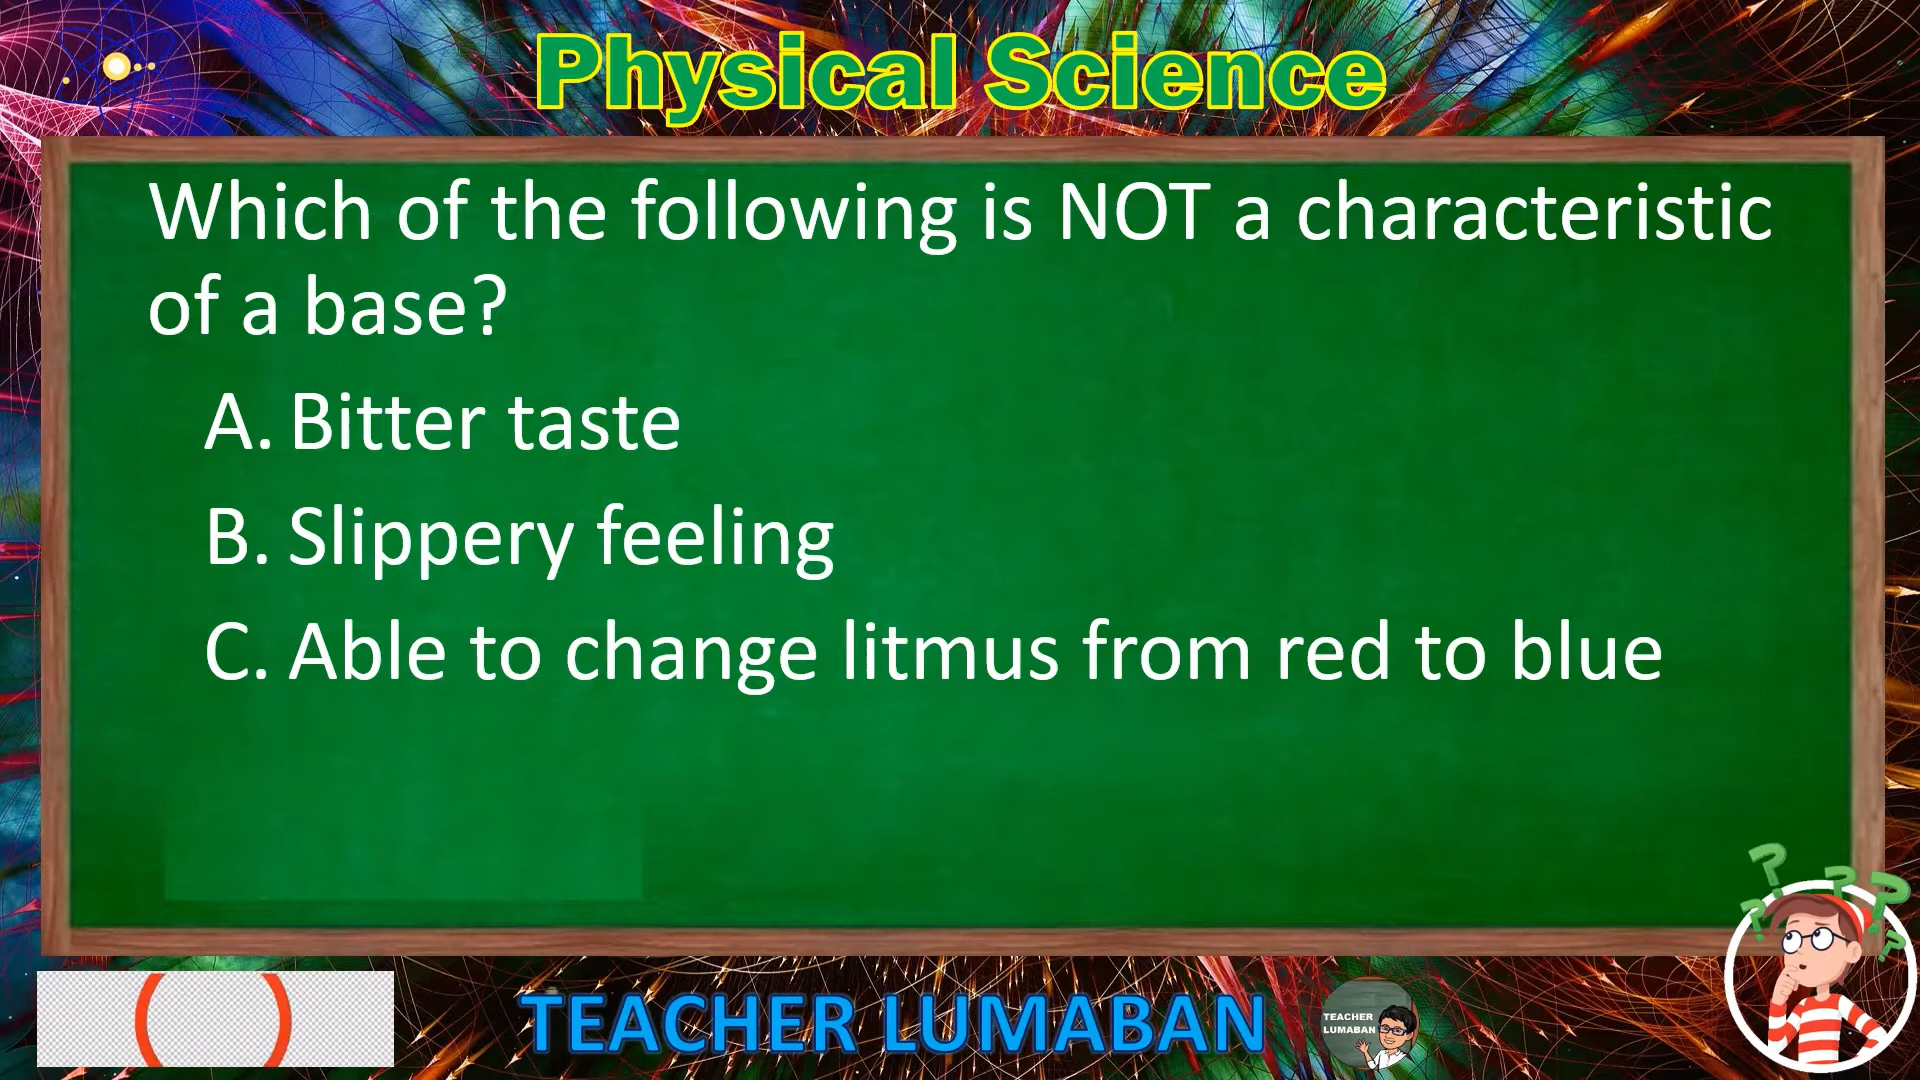 Physical Science
Which of the following is NOT a characteristic
of a base?
A. Bitter taste
B. Slippery feeling
C. Able to change litmus from red to blue
TEACHER LUMABAN
TEACHER
LUMABAN